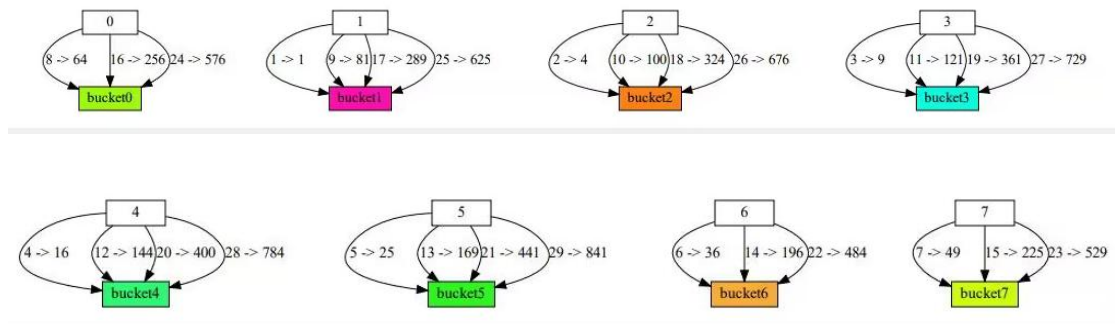 0 1 2 3
8 -> 64 16 -> 256 24 -> 576 1 -> 1 9 -> 81 17 -> 289 25 -> 625 2 -> 4 10 -> 100 18 -> 324 26 -> 676 3 -> 9 11 -> 121 19 -> 361 27 -> 729
bucket0 bucket1 bucket2 bucket3
4 5 6 7
4 -> 16 12 -> 144 20 -> 400 28 -> 784 5 -> 25 13 -> 169 21 -> 441 29 -> 841 6 -> 36 14 -> 196 22 -> 484 7 -> 49 15 -> 225 23 -> 529
bucket4 bucket5 bucket6 bucket7